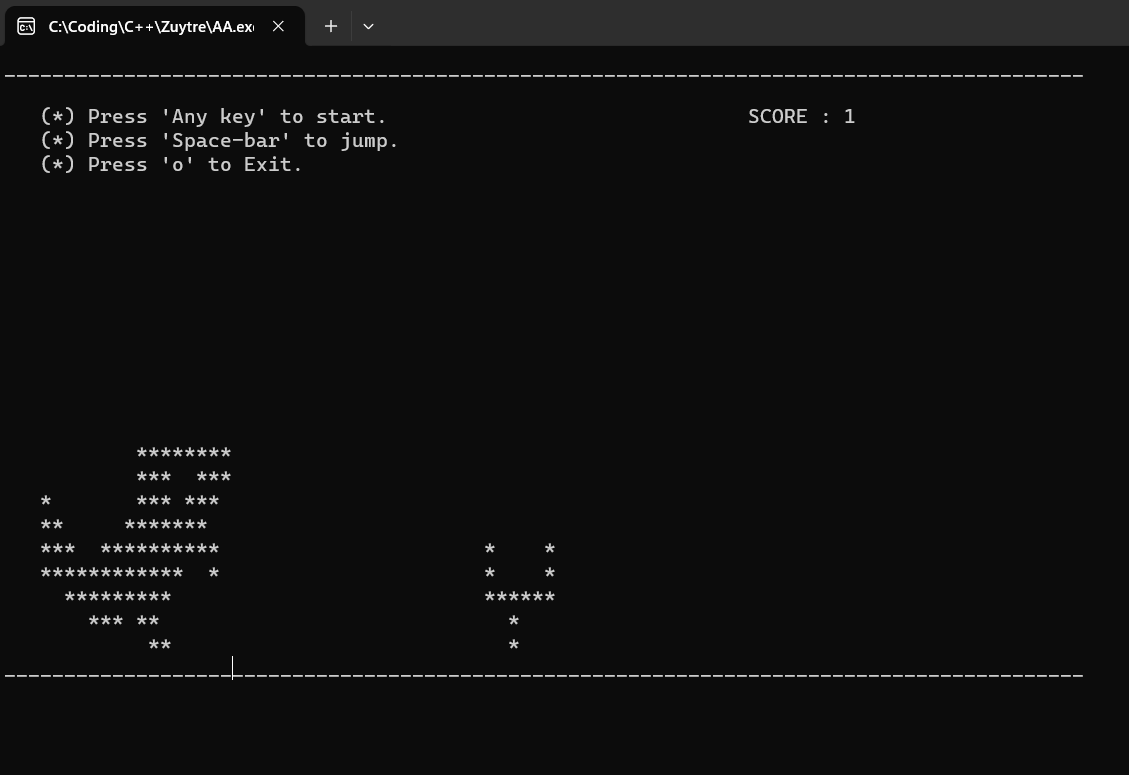 C:\Coding\C++\Zuytre\AA.ex
(*) Press 'Any key' to start. SCORE : 1
(*) Press 'Space-bar' to jump.
(*) Press 'o' to Exit.